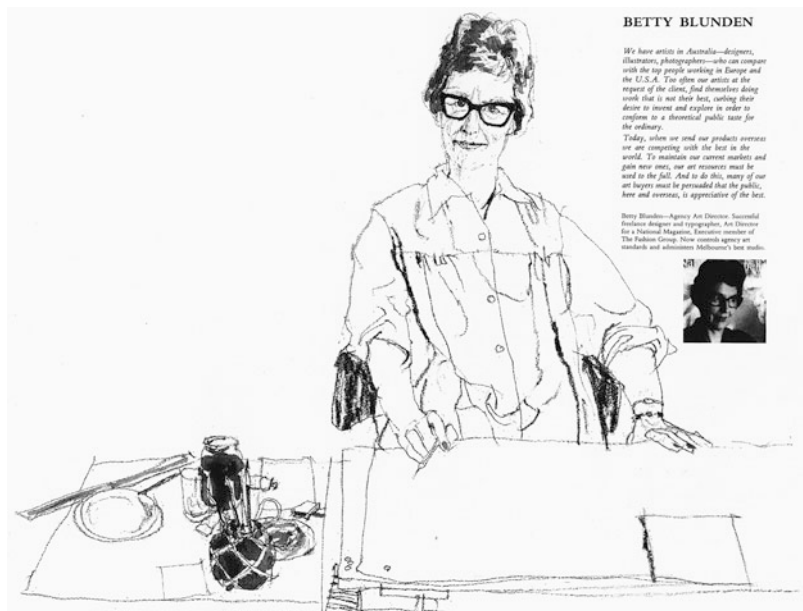 BETTY BLUNDEN
We have artists in Australia—designers,
illustrators, photographers—who can compare
with the top people working in Europe and
the U.S.A. Too often our artists at the
request of the client, find themselves doing
work that is not their best, curbing their
desire to invent and explore in order to
conform to a theoretical public taste for
the ordinary.
Today, when we send our products overseas
we are competing with the best in the
world. To maintain our current markets and
gain new ones, our art resources must be
used to the full. And to do this, many of our
art buyers must be persuaded that the public,
here and overseas, is appreciative of the best.
Betty Blunden—Agency Art Director. Successful
freelance designer and typographer, Art Director
for a National Magazine, Executive member of
The Fashion Group. Now controls agency art
standards and administers Melbourne's best studio.